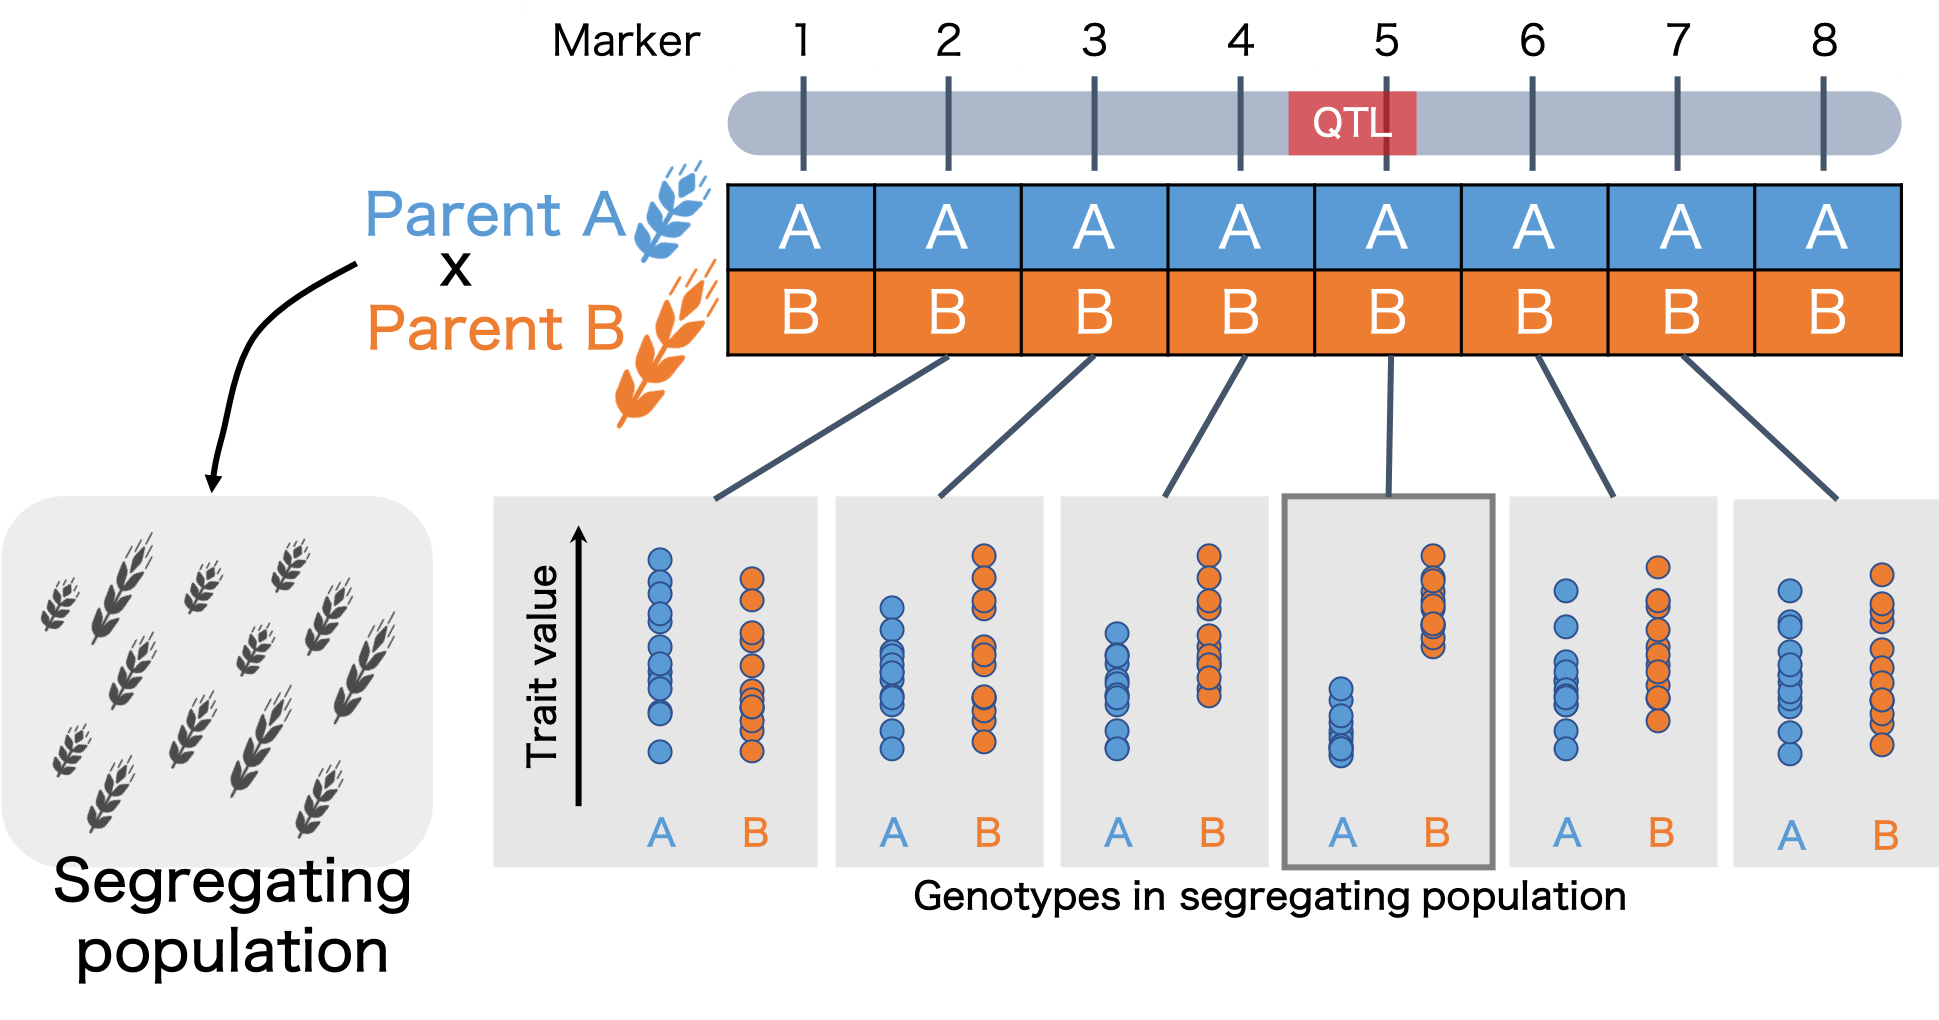 Marker 1 2 3 4 5 6 7 8
QTL
Parent A
x
Parent B
A A A A A A A A
B B B B B B B B
Trait value
A B A B A B A B A B A B
Genotypes in segregating population
Segregating
population